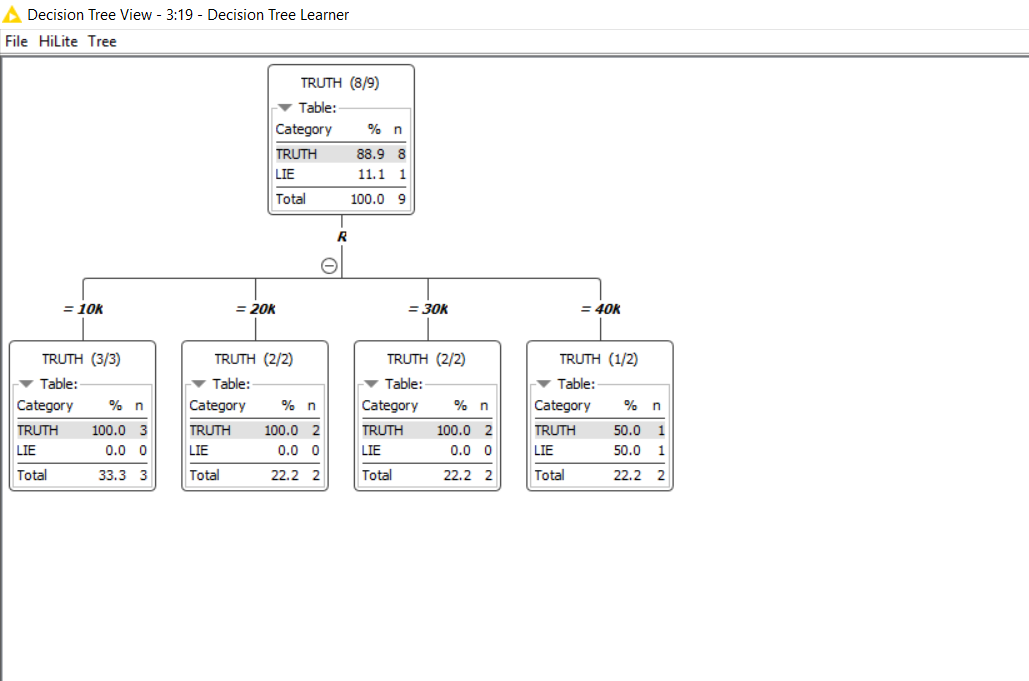 Decision Tree View - 3:19 - Decision Tree Learner
File HiLite Tree
TRUTH (8/9)
Table:
Category % n
TRUTH 88.9 8
LIE 11.1 1
Total 100.0 9
R
= 10k
= 20k
= 30k
= 40k
TRUTH (3/3)
Table:
Category % n
TRUTH 100.0 3
LIE 0.0 0
Total 33.3 3
TRUTH (2/2)
Table:
Category % n
TRUTH 100.0 2
LIE 0.0 0
Total 22.2 2
TRUTH (2/2)
Table:
Category % n
TRUTH 100.0 2
LIE 0.0 0
Total 22.2 2
TRUTH (1/2)
Table:
Category % n
TRUTH 50.0 1
LIE 50.0 1
Total 22.2 2